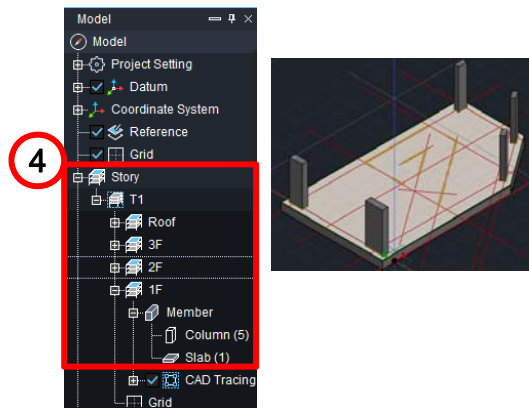 Model
Model
Project Setting
Datum
Coordinate System
Reference
Grid
4
Story
T1
Roof
3F
2F
1F
Member
Column (5)
Slab (1)
CAD Tracing
Grid